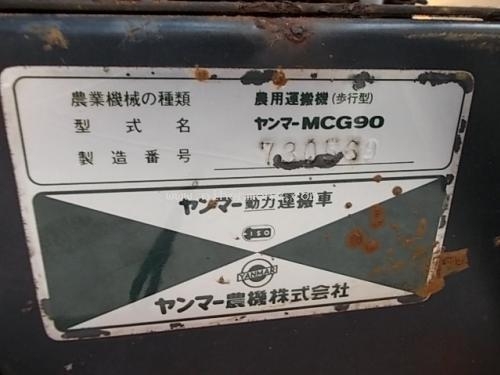 農業機械の種類 農用運搬機(歩行型)
型式名 ヤンマーMCG90
製造番号
ヤンマー動力運搬車
YANMAR
ヤンマー農機株式会社